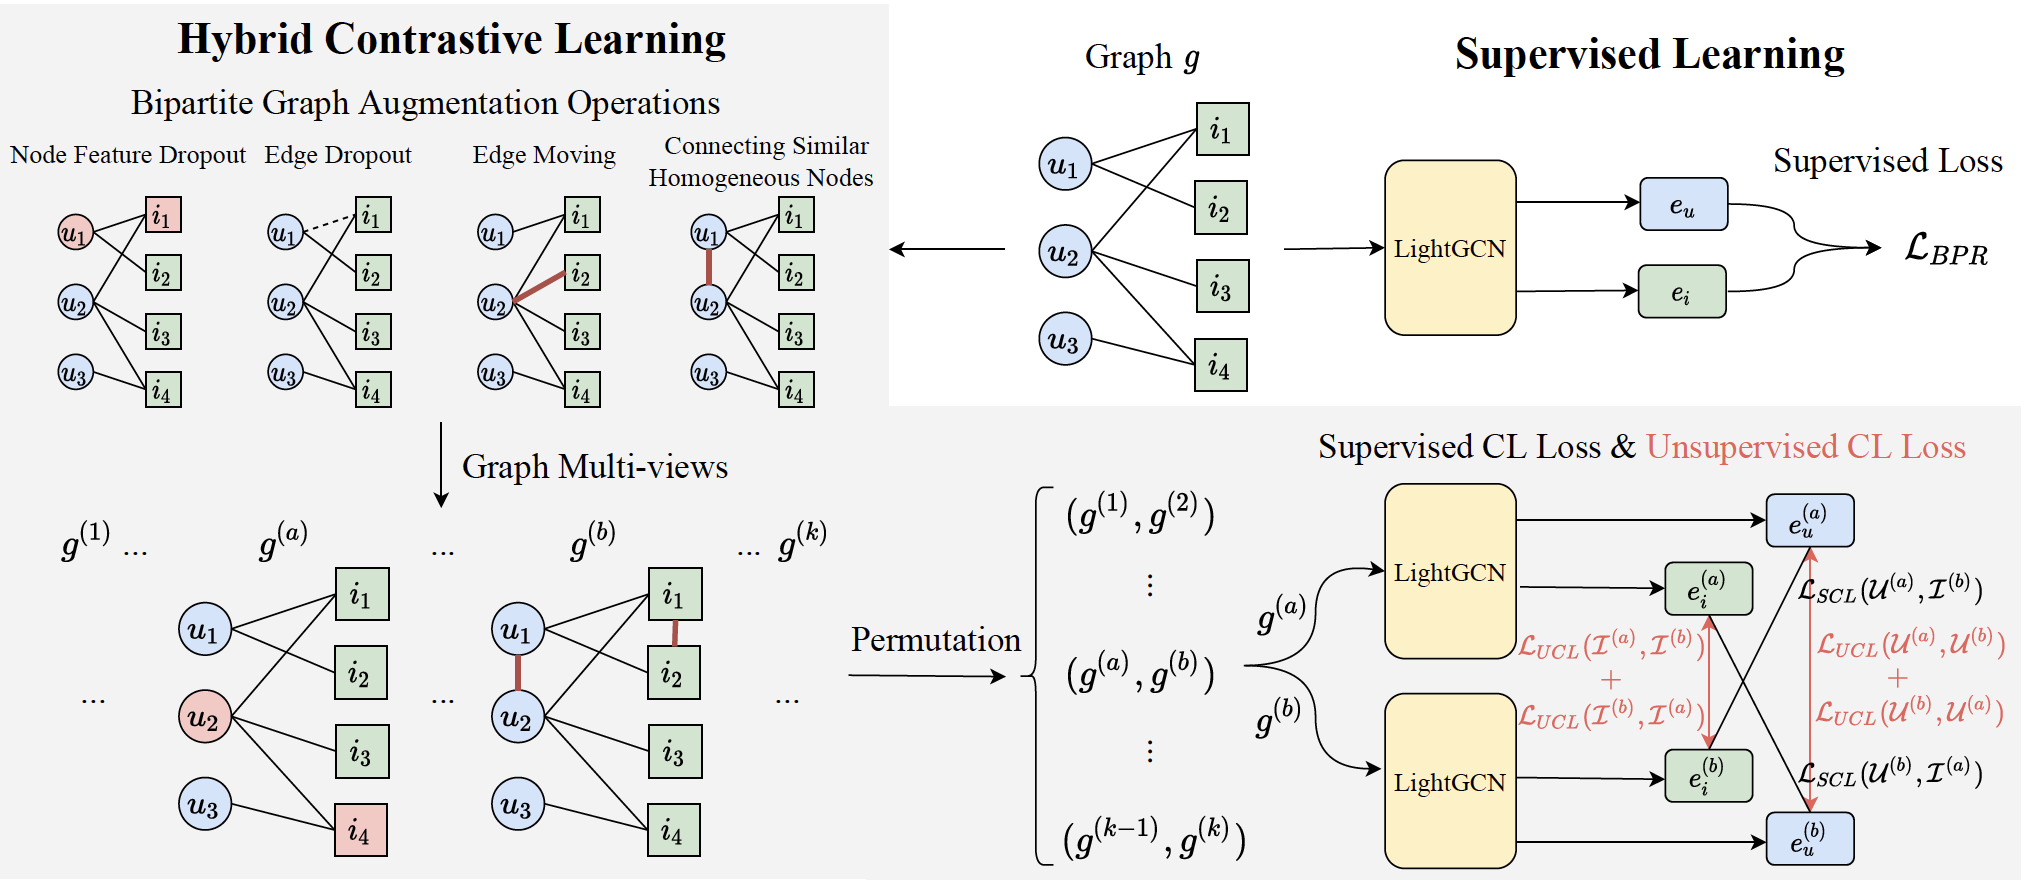 Hybrid Contrastive Learning
Bipartite Graph Augmentation Operations
Node Feature Dropout
Edge Dropout
Edge Moving
Connecting Similar
Homogeneous Nodes
u₁ i₁ i₂ u₂ i₃ u₃ i₄
u₁ i₁ i₂ u₂ i₃ u₃ i₄
u₁ i₁ i₂ u₂ i₃ u₃ i₄
u₁ i₁ i₂ u₂ i₃ u₃ i₄
Graph g
u₁ i₁ i₂ u₂ i₃ u₃ i₄
Supervised Learning
LightGCN
e_u
e_i
Supervised Loss
𝓛_BPR
Graph Multi-views
g^(1) ... g^(a) ... g^(b) ... g^(k)
... u₁ i₁ i₂ u₂ i₃ u₃ i₄
... u₁ i₁ i₂ u₂ i₃ u₃ i₄ ...
Permutation
(g^(1), g^(2))
⋮
(g^(a), g^(b))
⋮
(g^(k−1), g^(k))
g^(a)
g^(b)
Supervised CL Loss & Unsupervised CL Loss
LightGCN
LightGCN
e_u^(a)
e_i^(a)
𝓛_SCL(𝓤^(a), 𝓘^(b))
𝓛_UCL(𝓘^(a), 𝓘^(b))
+
𝓛_UCL(𝓘^(b), 𝓘^(a))
𝓛_UCL(𝓤^(a), 𝓤^(b))
+
𝓛_UCL(𝓤^(b), 𝓤^(a))
e_i^(b)
𝓛_SCL(𝓤^(b), 𝓘^(a))
e_u^(b)